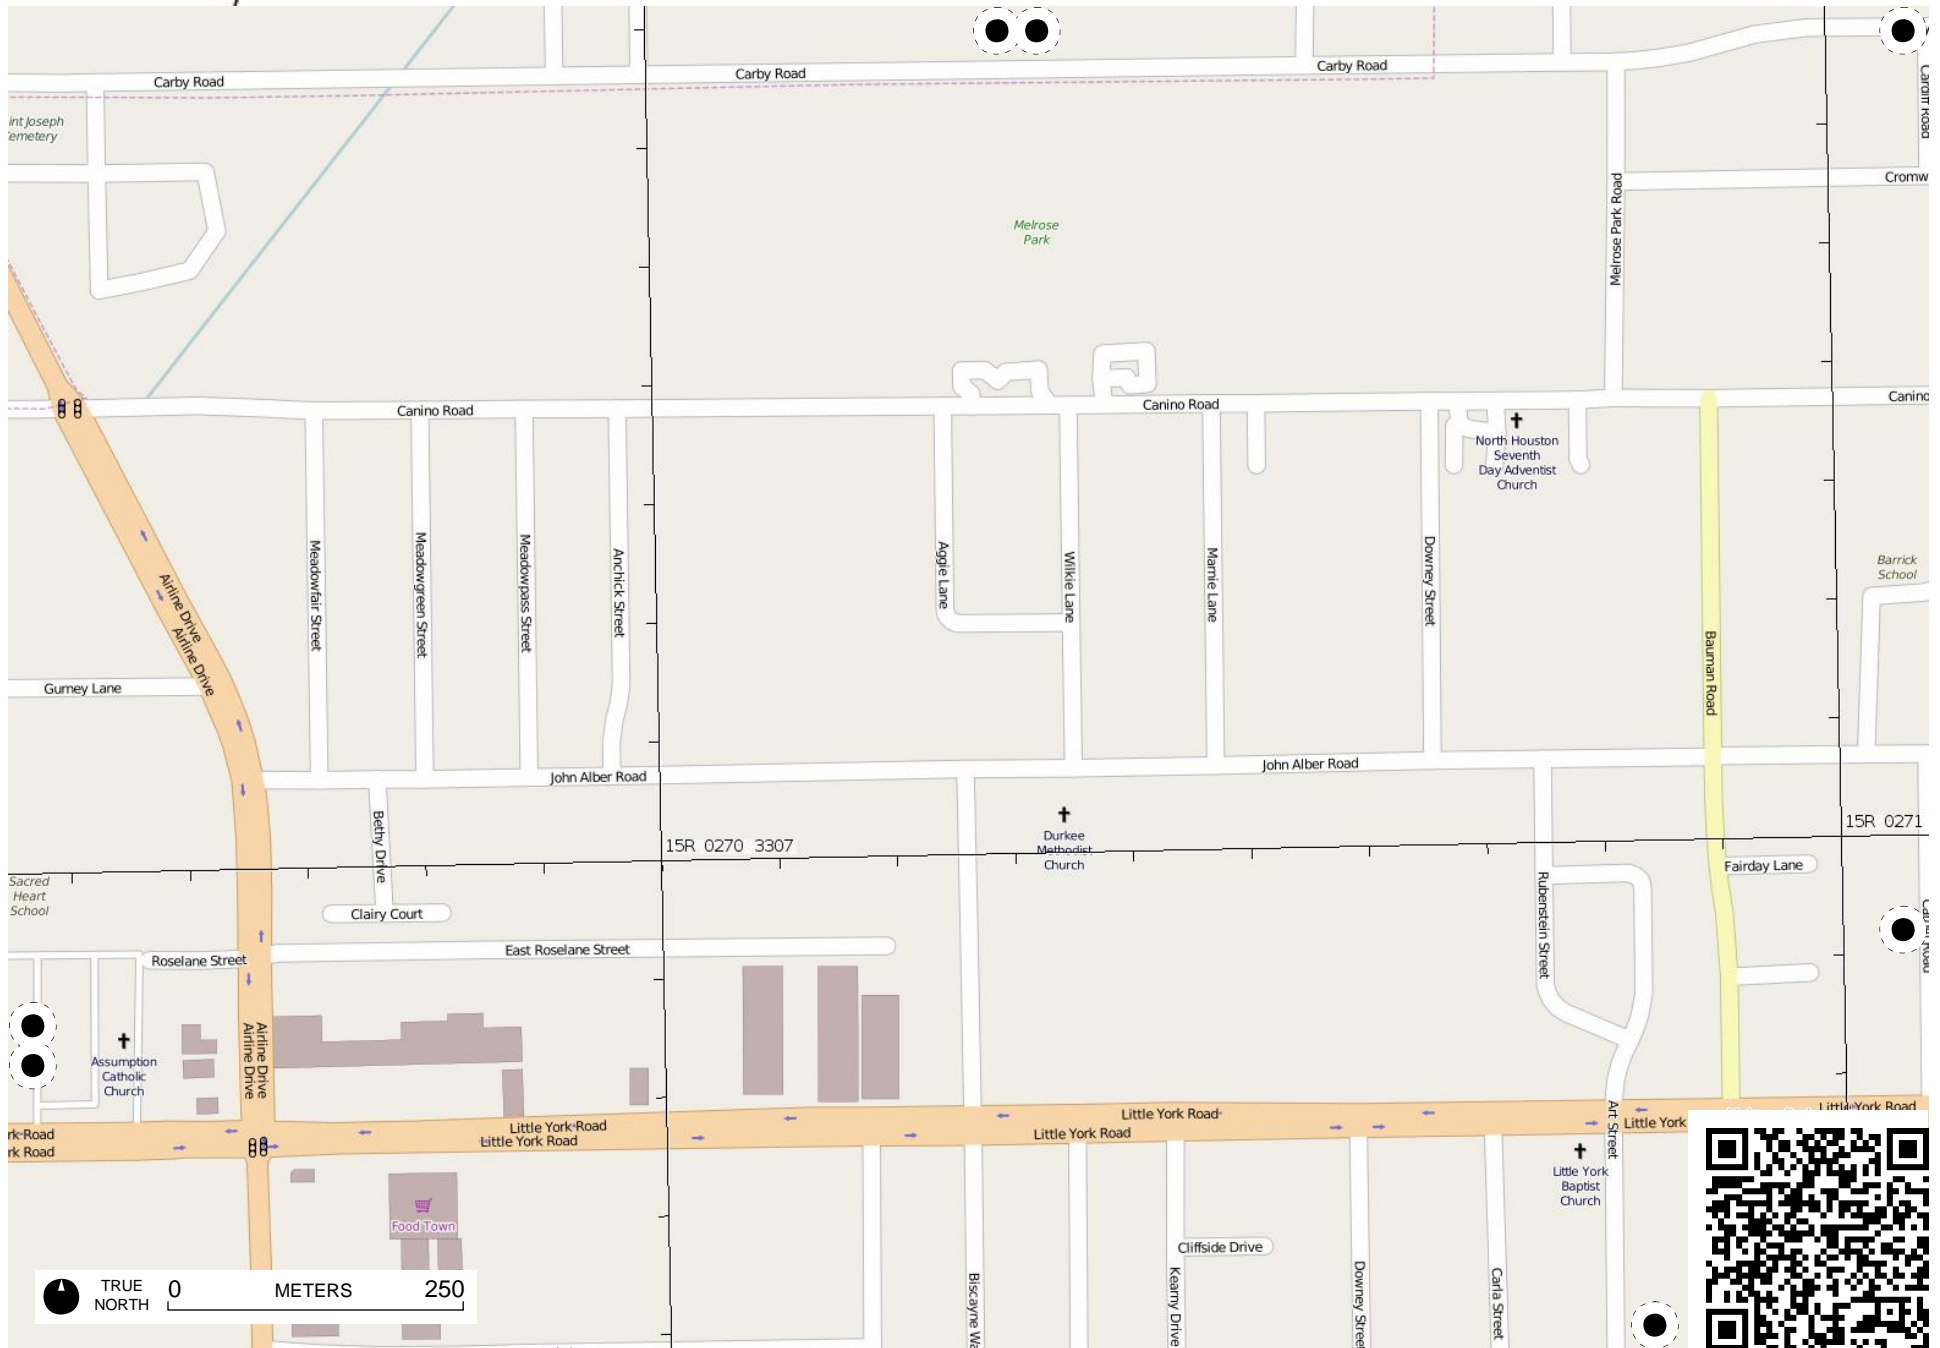 Carby Road
Carby Road
Carby Road
int Joseph
emetery
Cardiff Road
Cromw
Melrose Park Road
Melrose
Park
Canino Road
Canino Road
Canino
North Houston
Seventh
Day Adventist
Church
Meadowfair Street
Meadowgreen Street
Meadowpass Street
Anchick Street
Aggie Lane
Wilkie Lane
Marnie Lane
Downey Street
Bauman Road
Barrick
School
Airline Drive
Airline Drive
Gurney Lane
John Alber Road
John Alber Road
Bethy Drive
Durkee
Methodist
Church
15R 0270 3307
15R 0271
Fairday Lane
Sacred
Heart
School
Clairy Court
Rubenstein Street
East Roselane Street
Roselane Street
Airline Drive
Airline Drive
Assumption
Catholic
Church
Little York Road
Little York Road
Little York Road
Little York Road
Little York Road
Little York
rk Road
rk Road
Art Street
Little York
Baptist
Church
Food Town
Cliffside Drive
Biscayne Wa
Kearny Drive
Downey Street
Carla Street
TRUE
NORTH
0 METERS 250